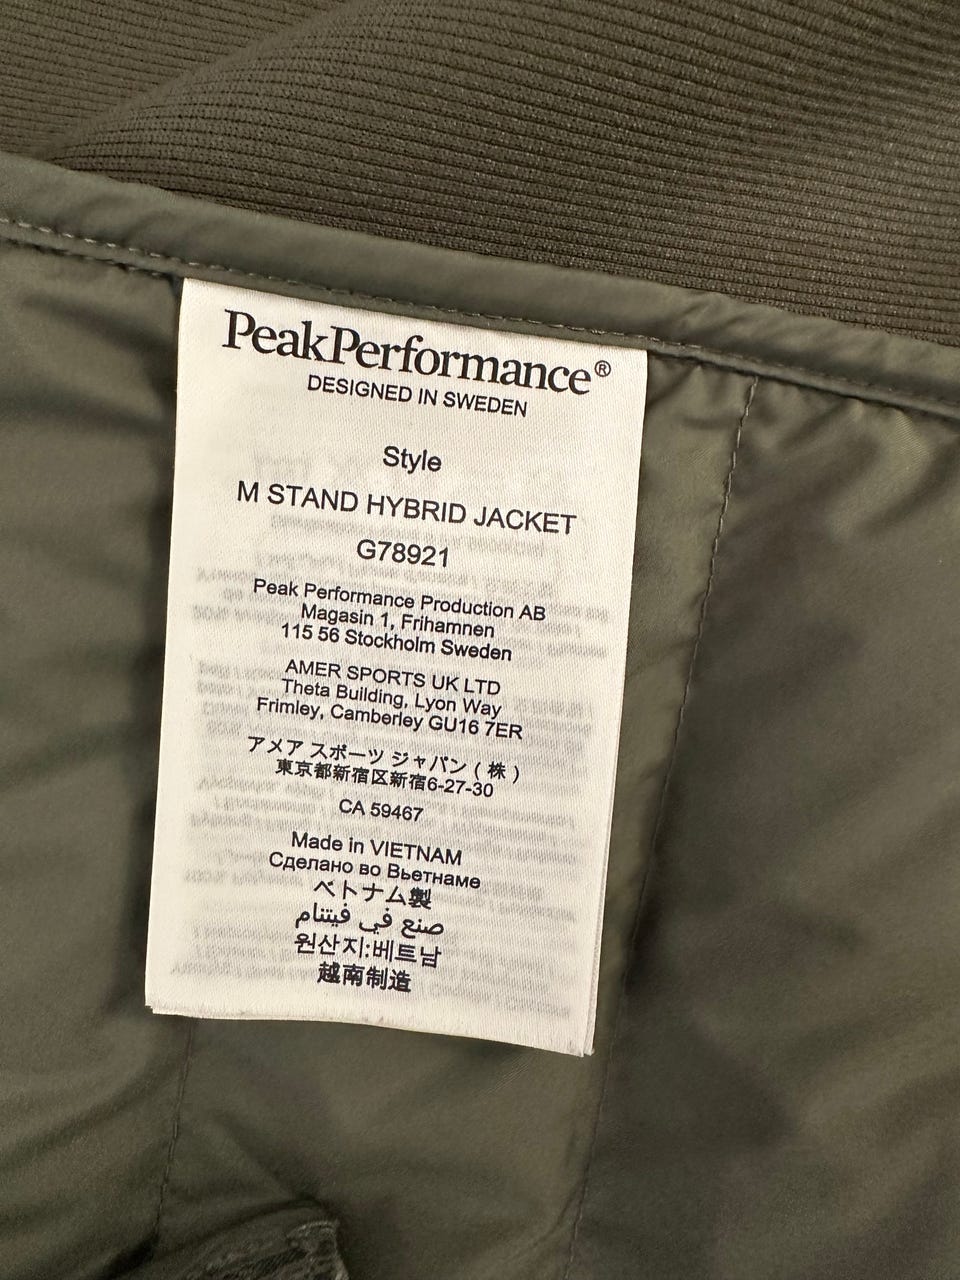 PeakPerformance®
DESIGNED IN SWEDEN
Style
M STAND HYBRID JACKET
G78921
Peak Performance Production AB
Magasin 1, Frihamnen
115 56 Stockholm Sweden
AMER SPORTS UK LTD
Theta Building, Lyon Way
Frimley, Camberley GU16 7ER
アメア スポーツ ジャパン ( 株 )
東京都新宿区新宿6-27-30
CA 59467
Made in VIETNAM
Сделано во Вьетнаме
ベトナム製
صنع في فيتنام
원산지:베트남
越南制造